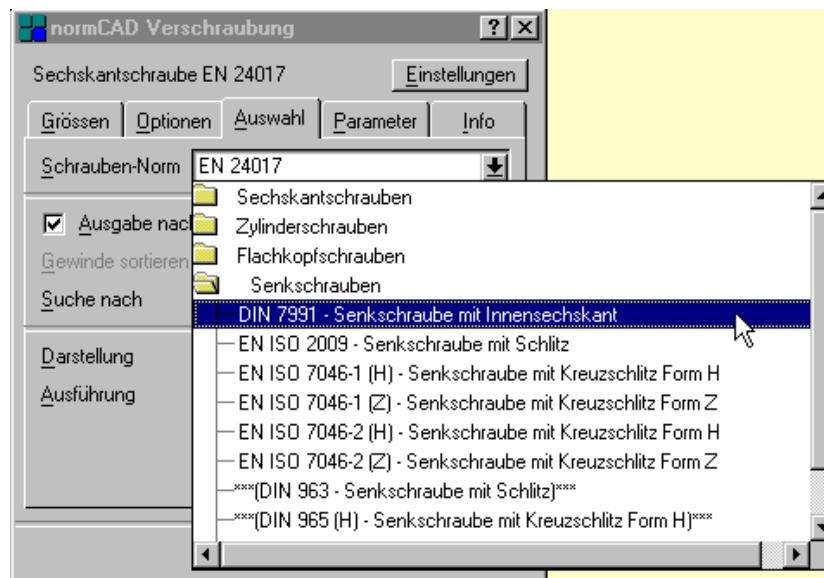 normCAD Verschraubung
Sechskantschraube EN 24017 Einstellungen
Grössen Optionen Auswahl Parameter Info
Schrauben-Norm EN 24017
Sechskantschrauben
Zylinderschrauben
Ausgabe nac
Flachkopfschrauben
Gewinde sortieren
Senkschrauben
Suche nach
DIN 7991 - Senkschraube mit Innensechskant
EN ISO 2009 - Senkschraube mit Schlitz
Darstellung
EN ISO 7046-1 (H) - Senkschraube mit Kreuzschlitz Form H
Ausführung
EN ISO 7046-1 (Z) - Senkschraube mit Kreuzschlitz Form Z
EN ISO 7046-2 (H) - Senkschraube mit Kreuzschlitz Form H
EN ISO 7046-2 (Z) - Senkschraube mit Kreuzschlitz Form Z
***(DIN 963 - Senkschraube mit Schlitz)***
***(DIN 965 (H) - Senkschraube mit Kreuzschlitz Form H)***